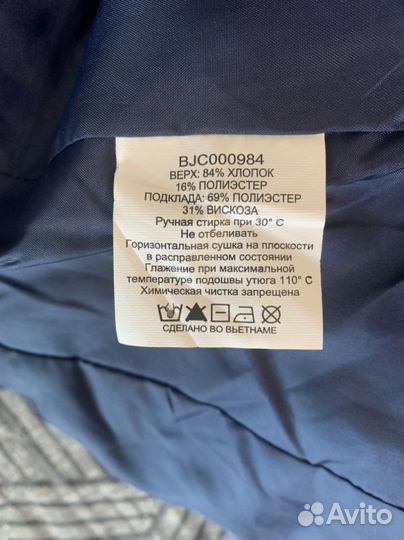 BJC000984
ВЕРХ: 84% ХЛОПОК
16% ПОЛИЭСТЕР
ПОДКЛАДА: 69% ПОЛИЭСТЕР
31% ВИСКОЗА
Ручная стирка при 30° С
Не отбеливать
Горизонтальная сушка на плоскости
в расправленном состоянии
Глажение при максимальной
температуре подошвы утюга 110° С
Химическая чистка запрещена
СДЕЛАНО ВО ВЬЕТНАМЕ
Avito